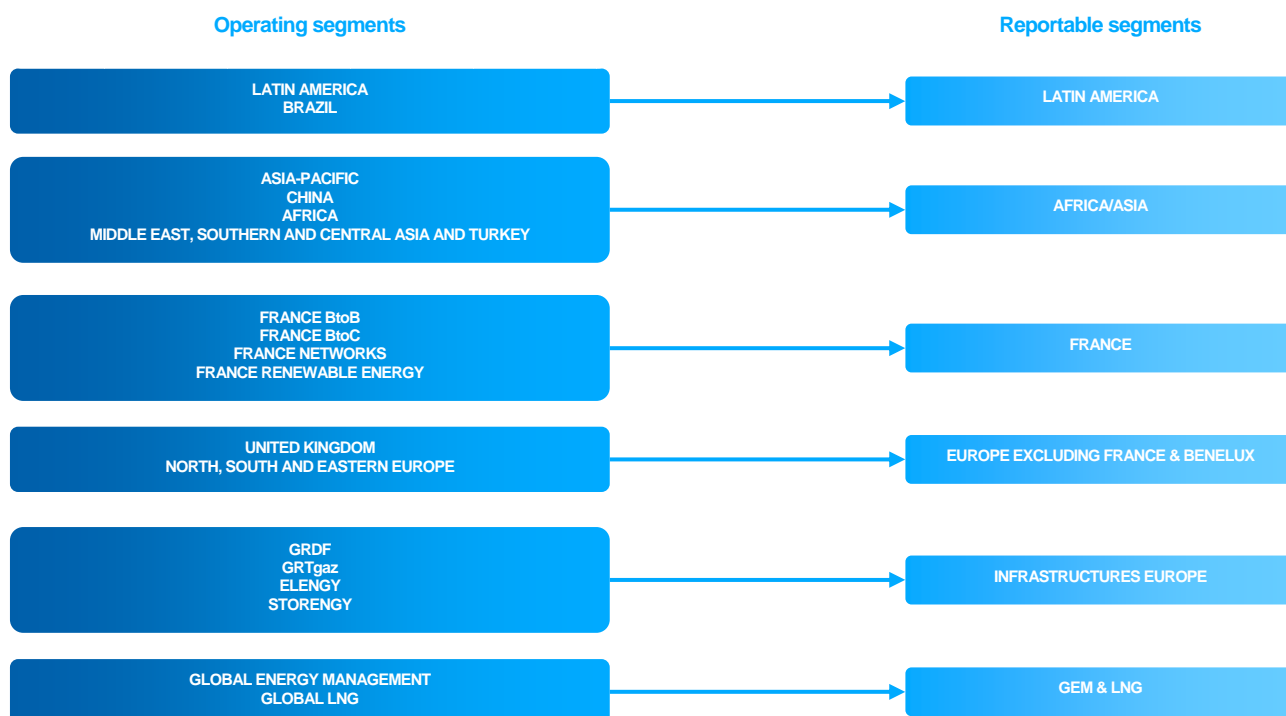 Operating segments
Reportable segments
LATIN AMERICA
BRAZIL
LATIN AMERICA
ASIA-PACIFIC
CHINA
AFRICA
MIDDLE EAST, SOUTHERN AND CENTRAL ASIA AND TURKEY
AFRICA/ASIA
FRANCE BtoB
FRANCE BtoC
FRANCE NETWORKS
FRANCE RENEWABLE ENERGY
FRANCE
UNITED KINGDOM
NORTH, SOUTH AND EASTERN EUROPE
EUROPE EXCLUDING FRANCE & BENELUX
GRDF
GRTgaz
ELENGY
STORENGY
INFRASTRUCTURES EUROPE
GLOBAL ENERGY MANAGEMENT
GLOBAL LNG
GEM & LNG